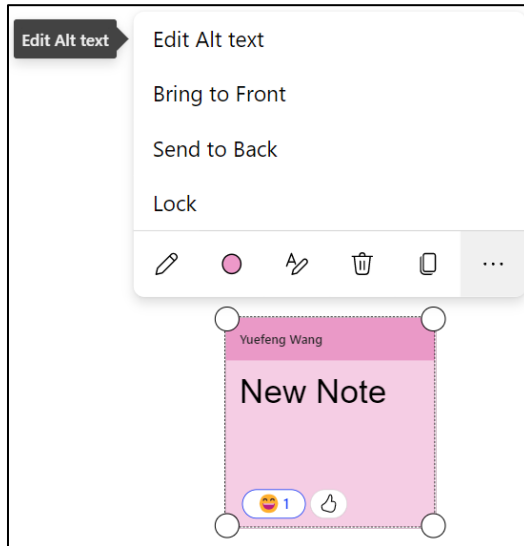 Edit Alt text
Edit Alt text
Bring to Front
Send to Back
Lock
...
Yuefeng Wang
New Note
1